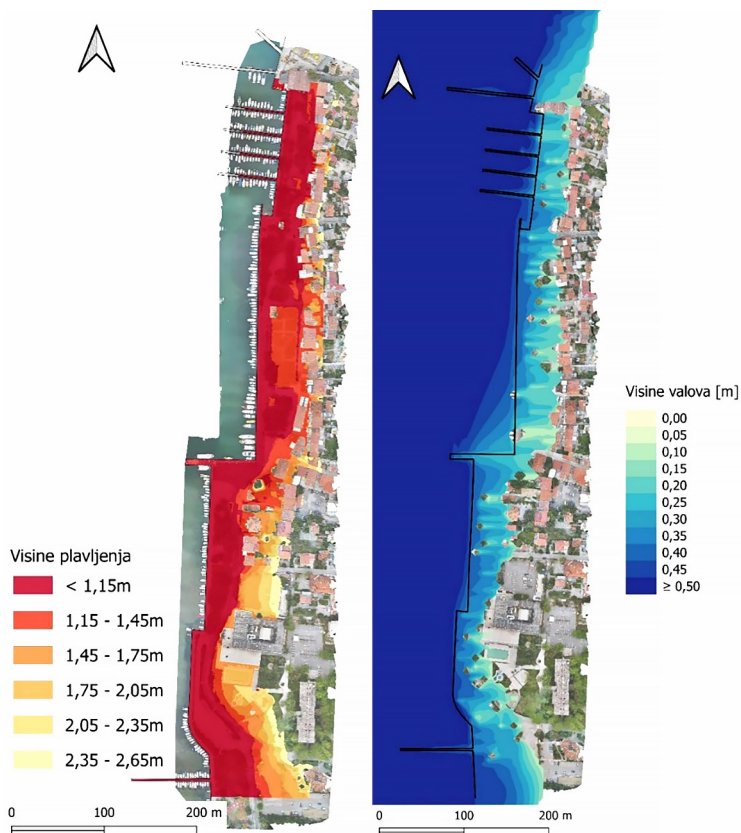 Visine plavljenja
< 1,15m
1,15 - 1,45m
1,45 - 1,75m
1,75 - 2,05m
2,05 - 2,35m
2,35 - 2,65m
0 100 200 m
Visine valova [m]
0,00
0,05
0,10
0,15
0,20
0,25
0,30
0,35
0,40
0,45
≥ 0,50
0 100 200 m